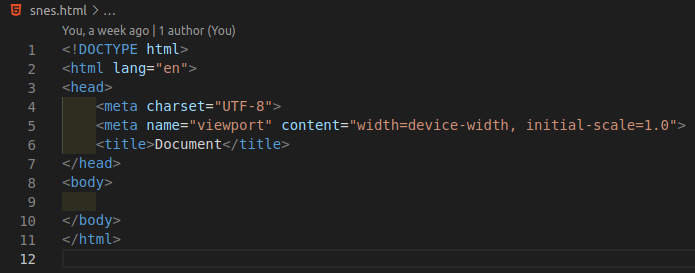 snes.html > ...
You, a week ago | 1 author (You)
1 <!DOCTYPE html>
2 <html lang="en">
3 <head>
4     <meta charset="UTF-8">
5     <meta name="viewport" content="width=device-width, initial-scale=1.0">
6     <title>Document</title>
7 </head>
8 <body>
9
10 </body>
11 </html>
12